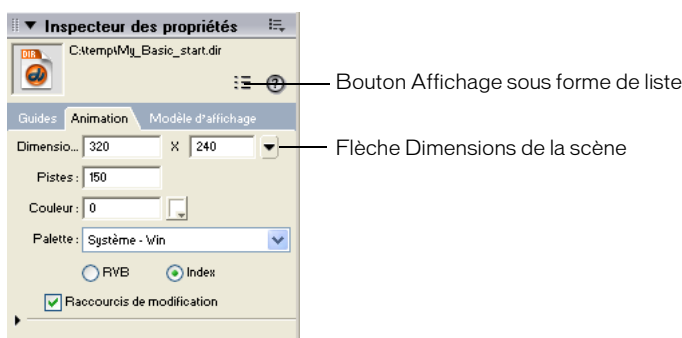 Inspecteur des propriétés
DIR
C:\temp\My_Basic_start.dir
?
Bouton Affichage sous forme de liste
Guides Animation Modèle d'affichage
Dimensio... 320 X 240
Flèche Dimensions de la scène
Pistes : 150
Couleur : 0
Palette : Système - Win
RVB Index
Raccourcis de modification